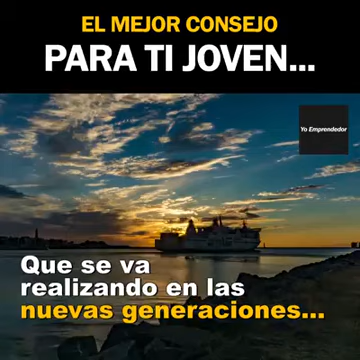 EL MEJOR CONSEJO
PARA TI JOVEN...
Yo Emprendedor
Que se va
realizando en las
nuevas generaciones...